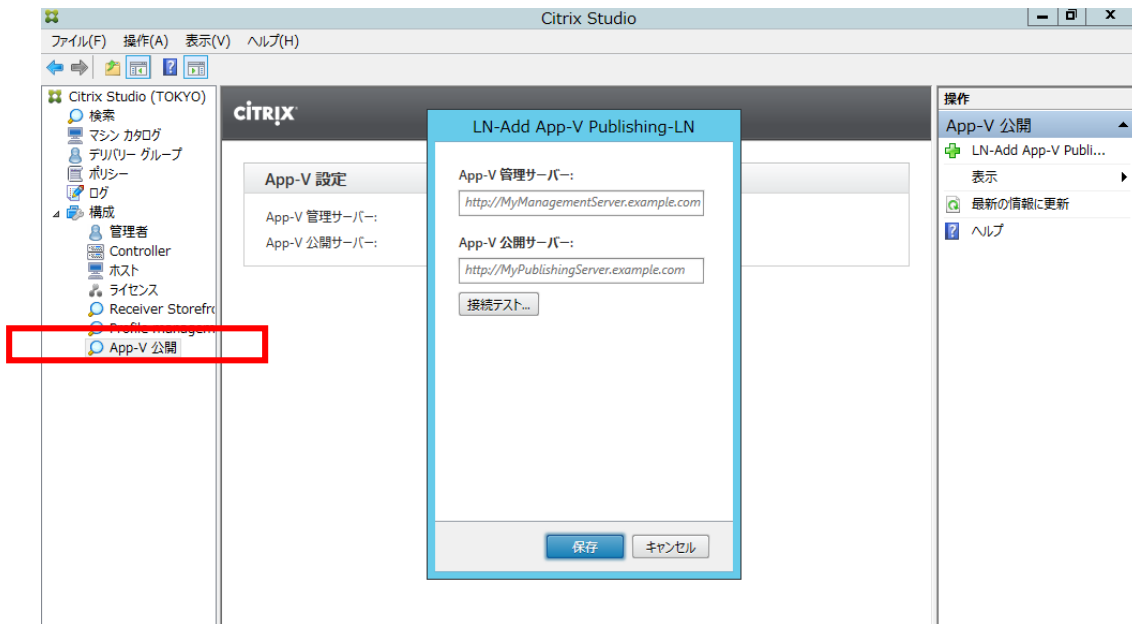 Citrix Studio
ファイル(F) 操作(A) 表示(V) ヘルプ(H)
Citrix Studio (TOKYO)
検索
マシン カタログ
デリバリー グループ
ポリシー
ログ
構成
管理者
Controller
ホスト
ライセンス
Receiver Storefro
Profile managem
App-V 公開
CİTRIX
App-V 設定
App-V 管理サーバー:
App-V 公開サーバー:
LN-Add App-V Publishing-LN
App-V 管理サーバー:
http://MyManagementServer.example.com
App-V 公開サーバー:
http://MyPublishingServer.example.com
接続テスト...
保存 キャンセル
操作
App-V 公開
LN-Add App-V Publi...
表示
最新の情報に更新
ヘルプ